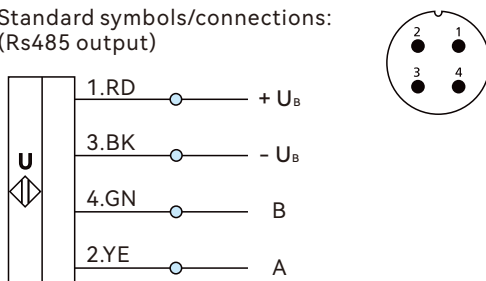 Standard symbols/connections:
(Rs485 output)
2 1
3 4
1.RD + UB
3.BK - UB
U
4.GN B
2.YE A